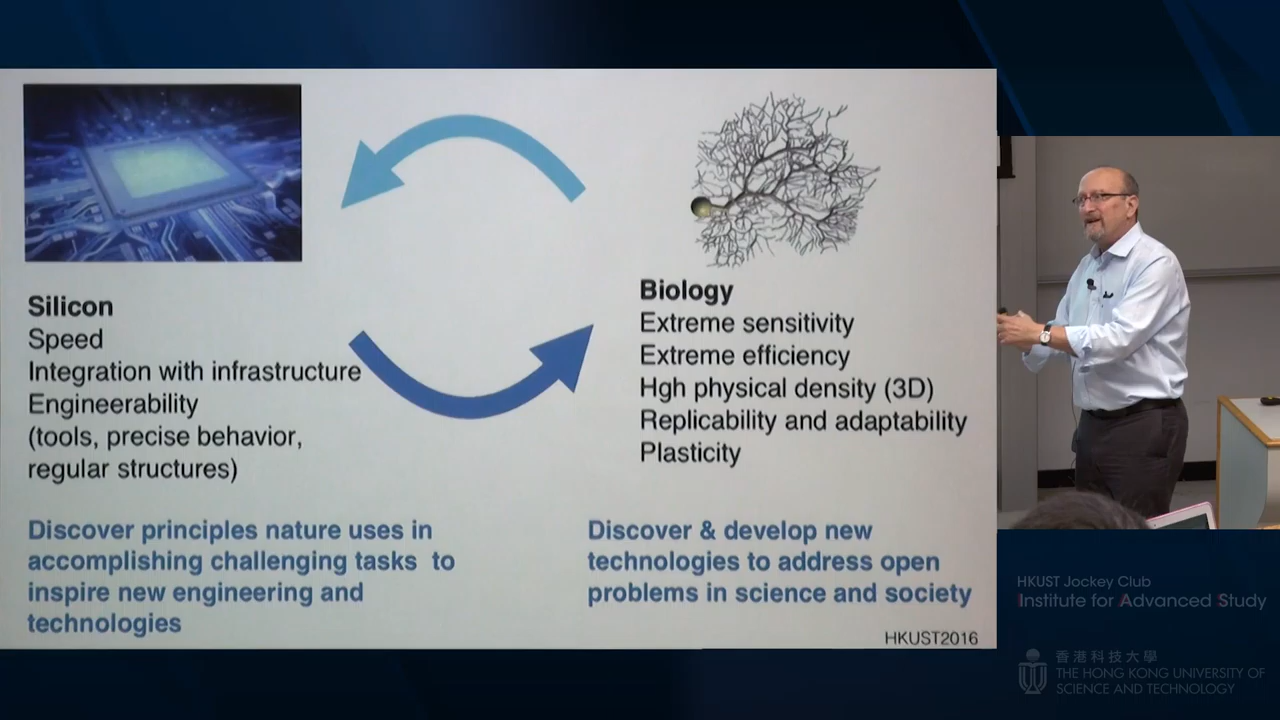 Silicon
Speed
Integration with infrastructure
Engineerability
(tools, precise behavior,
regular structures)
Discover principles nature uses in
accomplishing challenging tasks to
inspire new engineering and
technologies
Biology
Extreme sensitivity
Extreme efficiency
Hgh physical density (3D)
Replicability and adaptability
Plasticity
Discover & develop new
technologies to address open
problems in science and society
HKUST2016
HKUST Jockey Club
Institute for Advanced Study
香港科技大學
THE HONG KONG UNIVERSITY OF
SCIENCE AND TECHNOLOGY